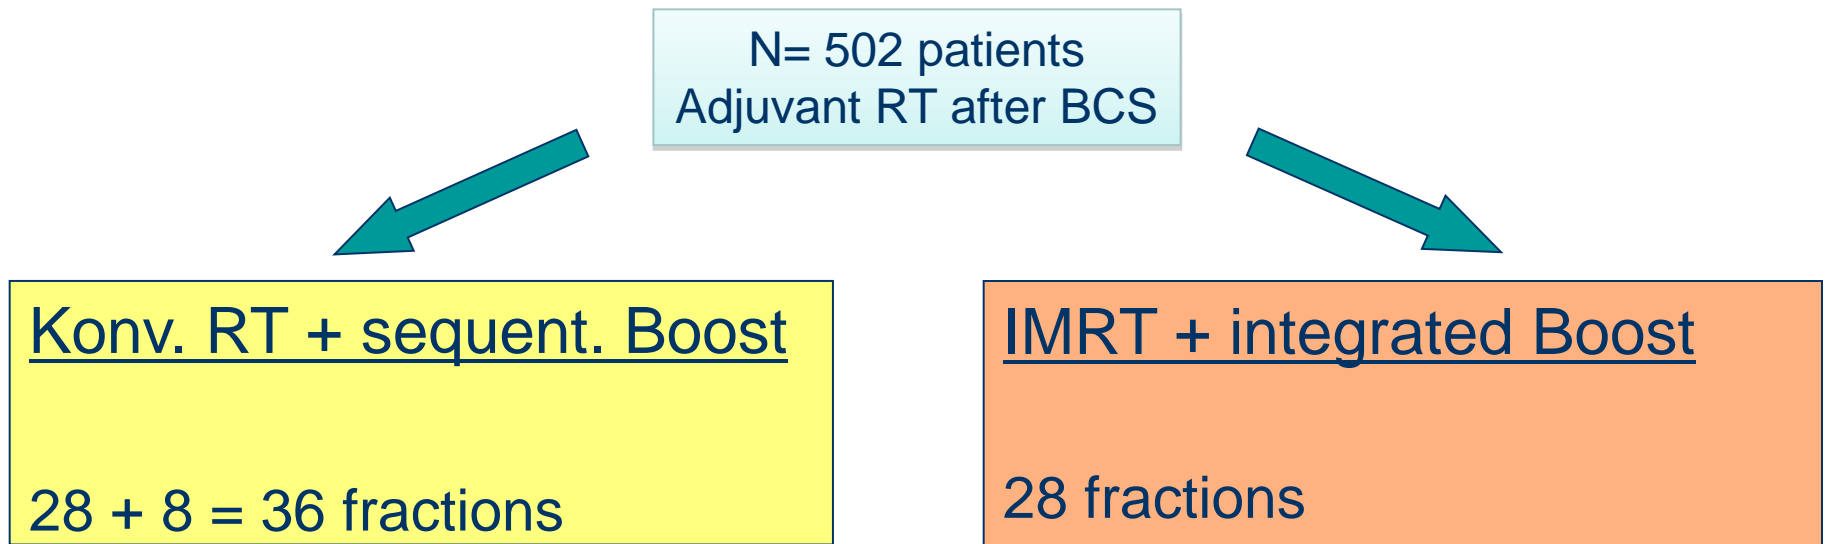 N= 502 patients
Adjuvant RT after BCS
Konv. RT + sequent. Boost
28 + 8 = 36 fractions
IMRT + integrated Boost
28 fractions